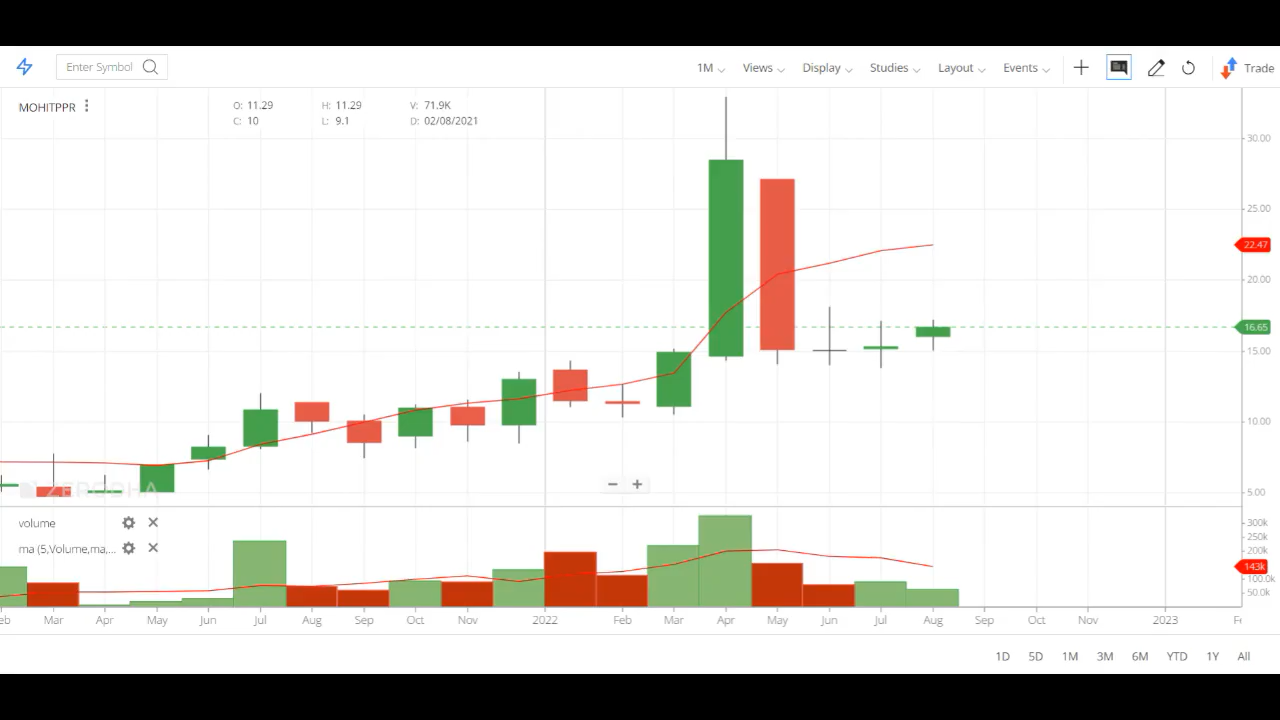 Enter Symbol 1M Views Display Studies Layout Events Trade
MOHITPPR O: 11.29 H: 11.29 V: 71.9K
C: 10 L: 9.1 D: 02/08/2021
30.00
25.00
22.47
20.00
16.65
15.00
10.00
5.00
ZERODHA
volume
ma (5,Volume,ma,...
300k
250k
200k
143k
100.0k
50.0k
eb Mar Apr May Jun Jul Aug Sep Oct Nov 2022 Feb Mar Apr May Jun Jul Aug Sep Oct Nov 2023 Fe
1D 5D 1M 3M 6M YTD 1Y All